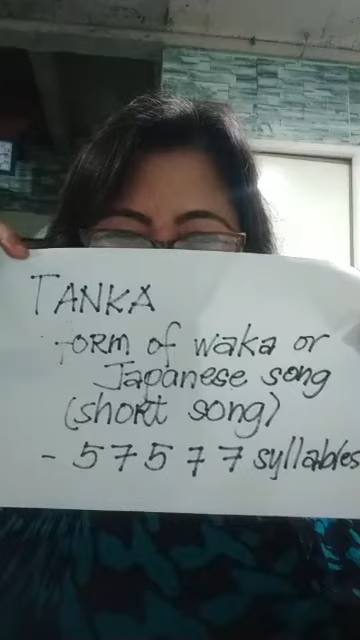 TANKA
form of waka or
Japanese song
(short song)
- 5 7 5 7 7 syllables